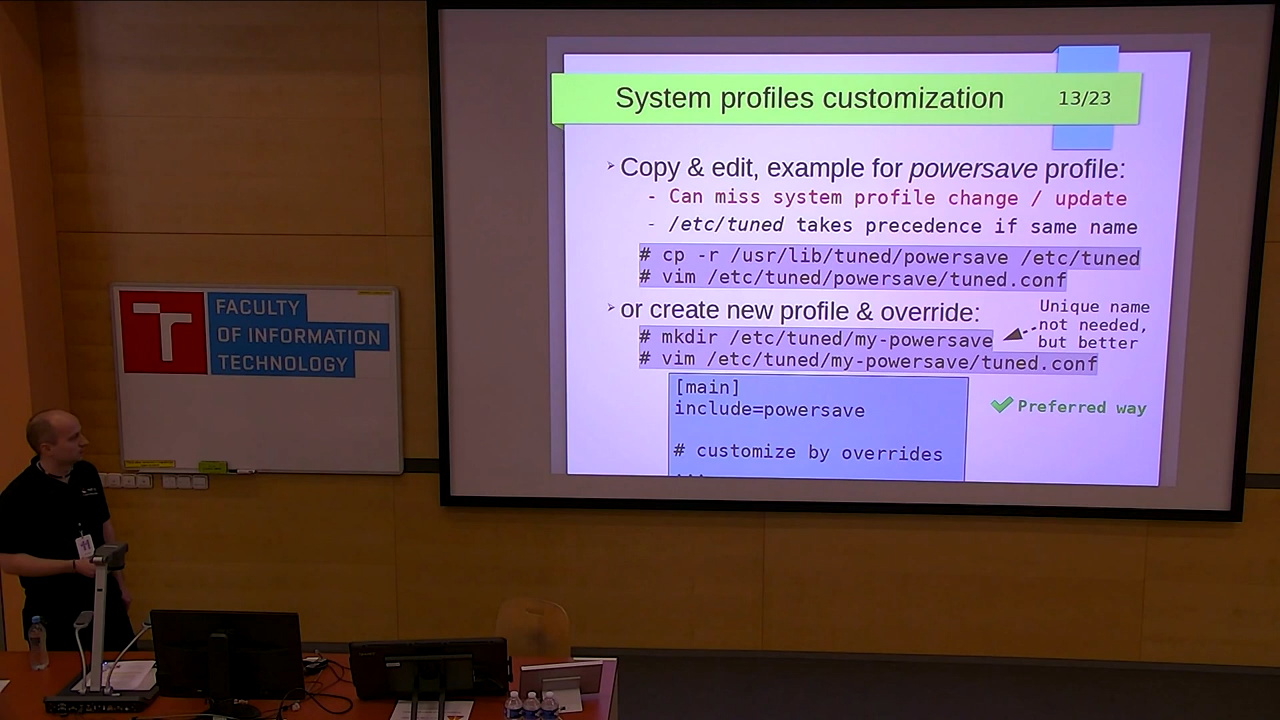 System profiles customization
13/23
Copy & edit, example for powersave profile:
- Can miss system profile change / update
- /etc/tuned takes precedence if same name
# cp -r /usr/lib/tuned/powersave /etc/tuned
# vim /etc/tuned/powersave/tuned.conf
or create new profile & override:
Unique name
not needed,
but better
# mkdir /etc/tuned/my-powersave
# vim /etc/tuned/my-powersave/tuned.conf
[main]
include=powersave
Preferred way
# customize by overrides
...
T
FACULTY
OF INFORMATION
TECHNOLOGY